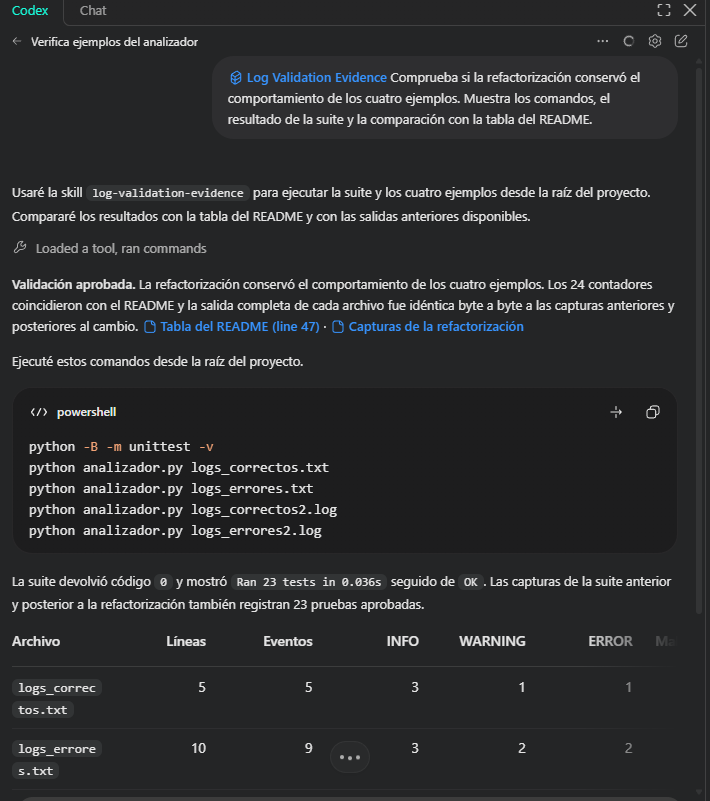 Codex Chat
Verifica ejemplos del analizador
Log Validation Evidence Comprueba si la refactorización conservó el
comportamiento de los cuatro ejemplos. Muestra los comandos, el
resultado de la suite y la comparación con la tabla del README.
Usaré la skill log-validation-evidence para ejecutar la suite y los cuatro ejemplos desde la raíz del proyecto.
Compararé los resultados con la tabla del README y con las salidas anteriores disponibles.
Loaded a tool, ran commands
Validación aprobada. La refactorización conservó el comportamiento de los cuatro ejemplos. Los 24 contadores
coincidieron con el README y la salida completa de cada archivo fue idéntica byte a byte a las capturas anteriores y
posteriores al cambio. Tabla del README (line 47) · Capturas de la refactorización
Ejecuté estos comandos desde la raíz del proyecto.
</> powershell
python -B -m unittest -v
python analizador.py logs_correctos.txt
python analizador.py logs_errores.txt
python analizador.py logs_correctos2.log
python analizador.py logs_errores2.log
La suite devolvió código 0 y mostró Ran 23 tests in 0.036s seguido de OK. Las capturas de la suite anterior
y posterior a la refactorización también registran 23 pruebas aprobadas.
Archivo Líneas Eventos INFO WARNING ERROR
logs_correc
tos.txt
5 5 3 1 1
logs_errore
s.txt
10 9 3 2 2